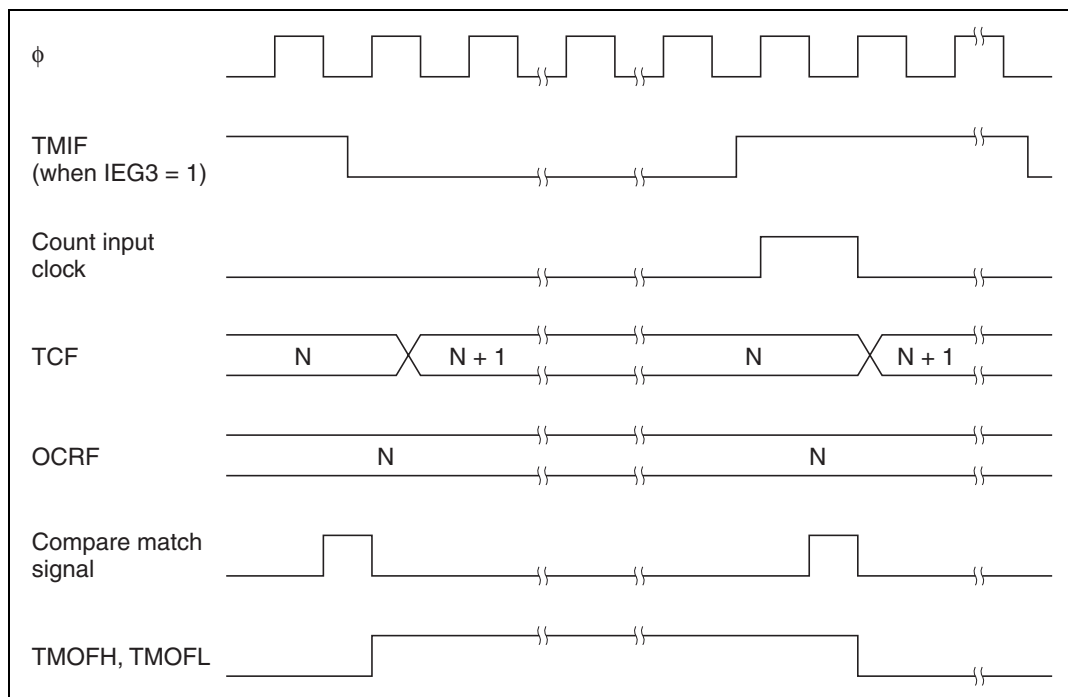 φ
TMIF
(when IEG3 = 1)
Count input
clock
TCF
N
N + 1
N
N + 1
OCRF
N
N
Compare match
signal
TMOFH, TMOFL